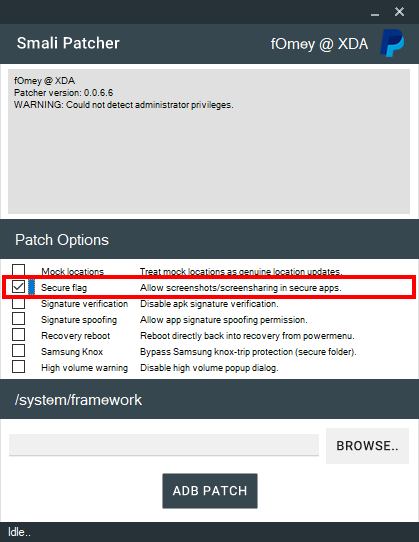 Smali Patcher
fOmey @ XDA
fOmey @ XDA
Patcher version: 0.0.6.6
WARNING: Could not detect administrator privileges.
Patch Options
Mock locations Treat mock locations as genuine location updates.
Secure flag Allow screenshots/screensharing in secure apps.
Signature verification Disable apk signature verification.
Signature spoofing Allow app signature spoofing permission.
Recovery reboot Reboot directly back into recovery from powermenu.
Samsung Knox Bypass Samsung knox-trip protection (secure folder).
High volume warning Disable high volume popup dialog.
/system/framework
BROWSE..
ADB PATCH
Idle..